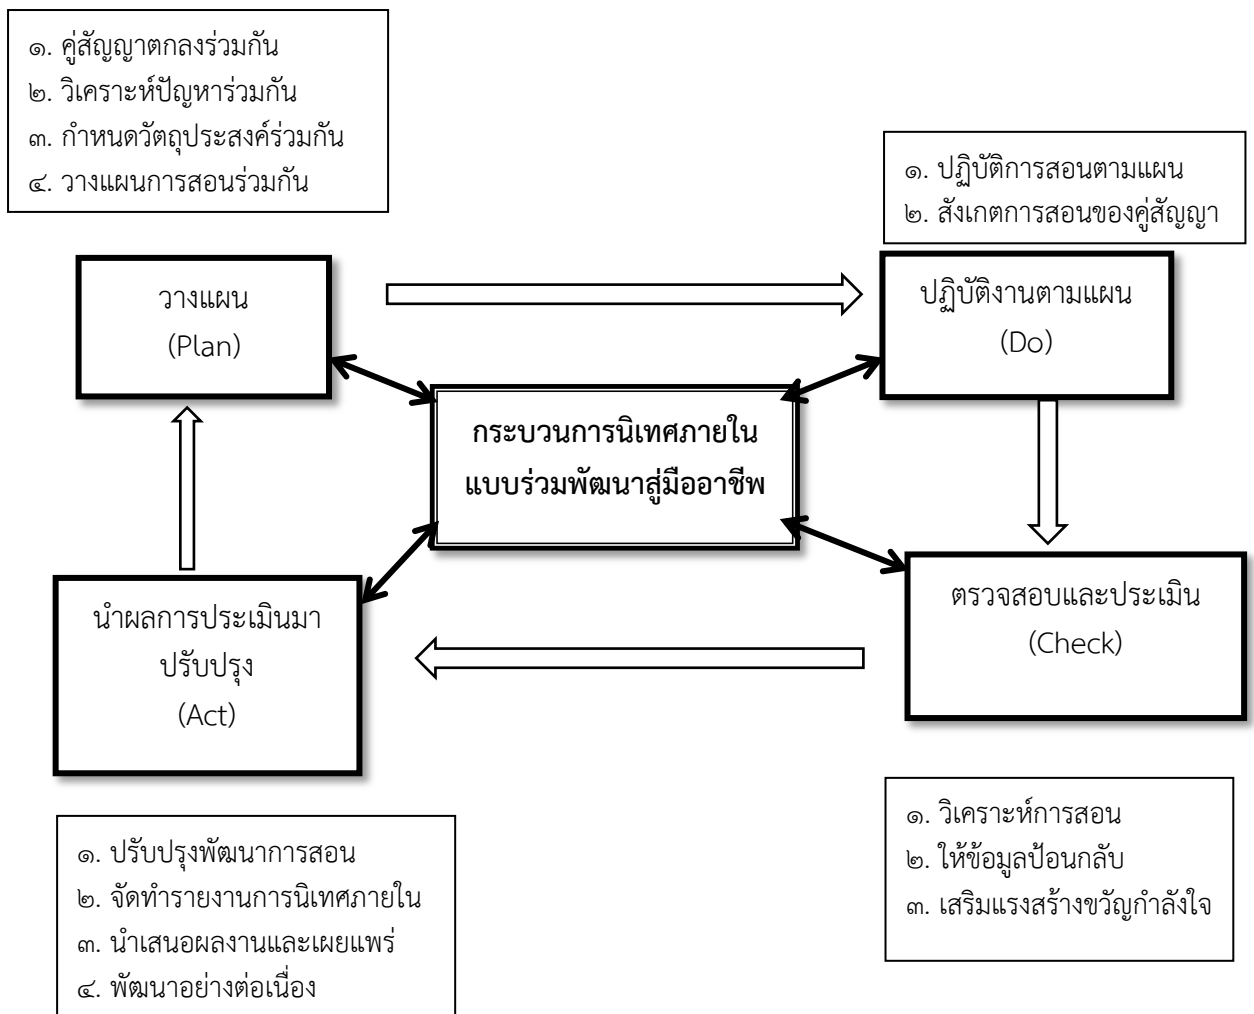 ๑. คู่สัญญาตกลงร่วมกัน
๒. วิเคราะห์ปัญหาร่วมกัน
๓. กำหนดวัตถุประสงค์ร่วมกัน
๔. วางแผนการสอนร่วมกัน
๑. ปฏิบัติการสอนตามแผน
๒. สังเกตการสอนของคู่สัญญา
วางแผน
(Plan)
ปฏิบัติงานตามแผน
(Do)
กระบวนการนิเทศภายใน
แบบร่วมพัฒนาสู่มืออาชีพ
นำผลการประเมินมา
ปรับปรุง
(Act)
ตรวจสอบและประเมิน
(Check)
๑. ปรับปรุงพัฒนาการสอน
๒. จัดทำรายงานการนิเทศภายใน
๓. นำเสนอผลงานและเผยแพร่
๔. พัฒนาอย่างต่อเนื่อง
๑. วิเคราะห์การสอน
๒. ให้ข้อมูลป้อนกลับ
๓. เสริมแรงสร้างขวัญกำลังใจ